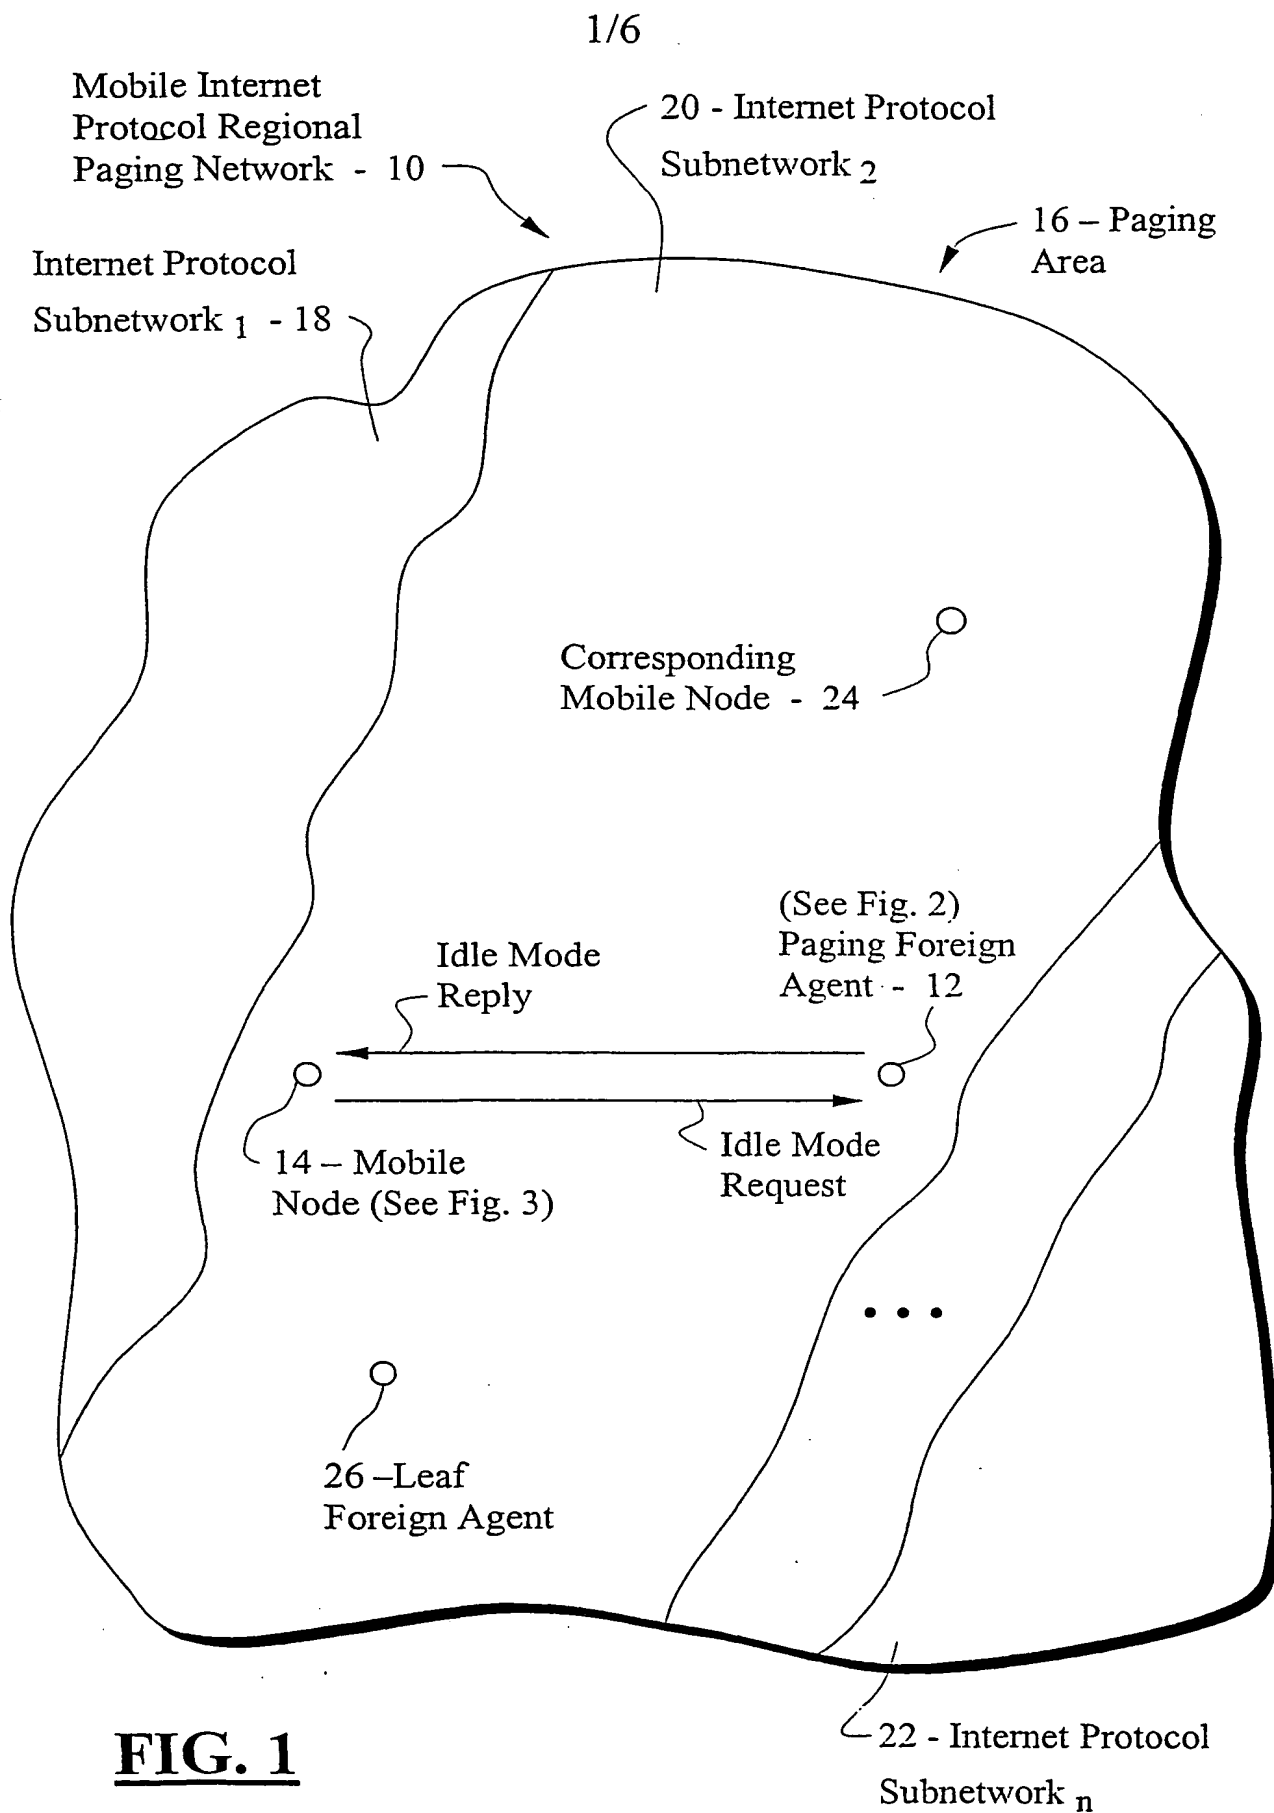 1/6
Mobile Internet
Protocol Regional
Paging Network - 10
20 - Internet Protocol
Subnetwork 2
16 – Paging
Area
Internet Protocol
Subnetwork 1 - 18
Corresponding
Mobile Node - 24
(See Fig. 2)
Paging Foreign
Agent - 12
Idle Mode
Reply
14 – Mobile
Node (See Fig. 3)
Idle Mode
Request
• • •
26 –Leaf
Foreign Agent
22 - Internet Protocol
Subnetwork n
FIG. 1